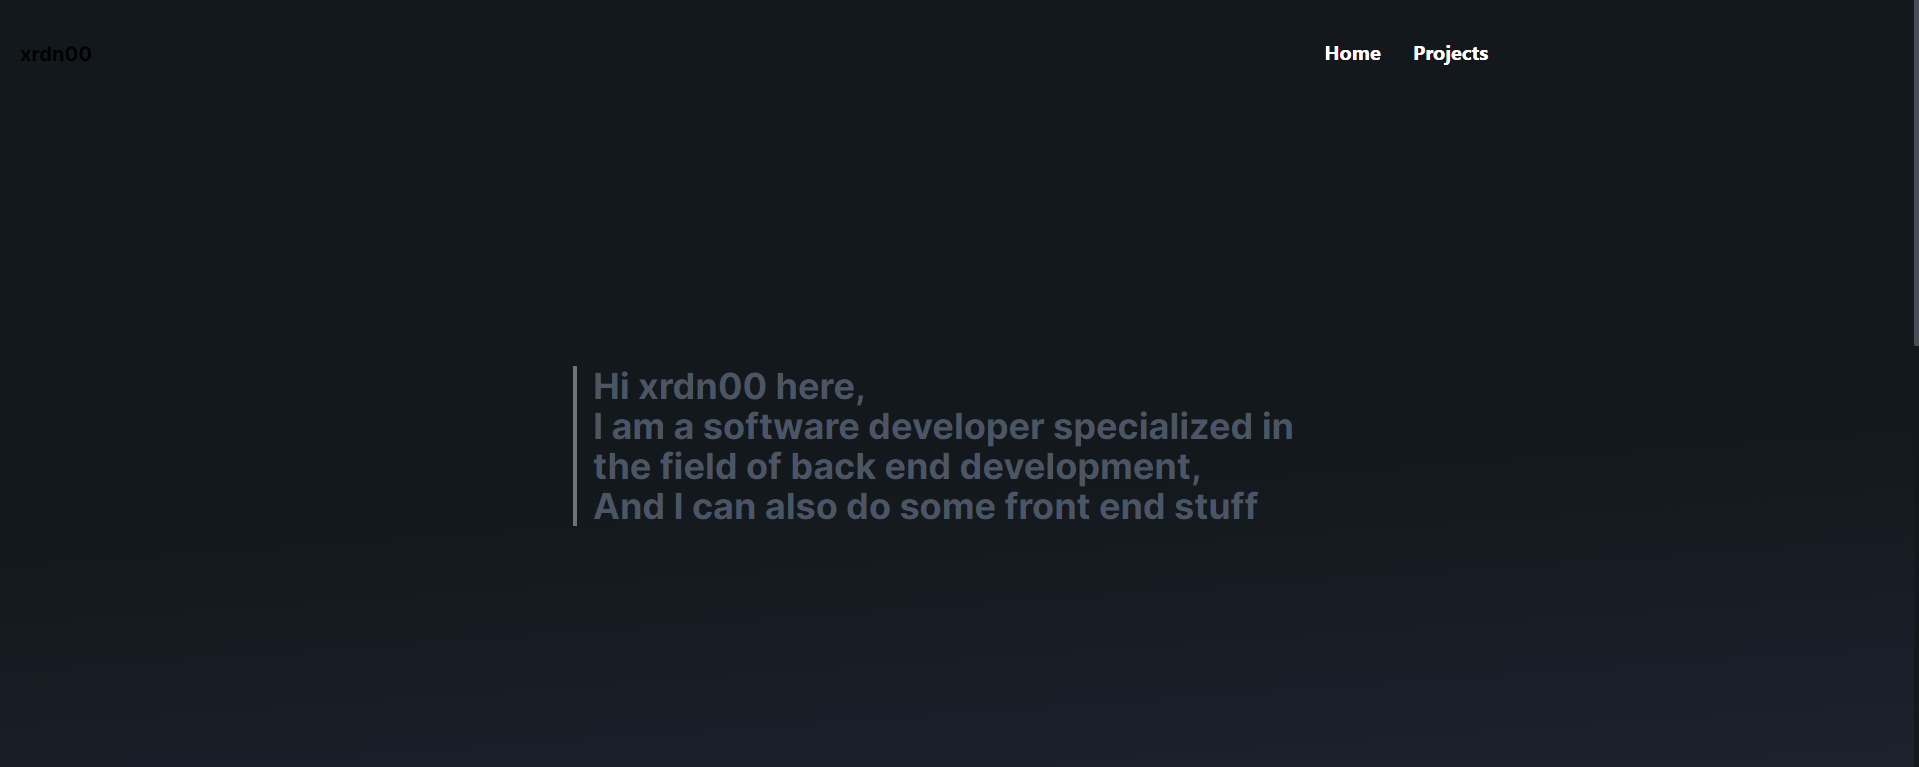 xrdn00
Home Projects
Hi xrdn00 here,
I am a software developer specialized in
the field of back end development,
And I can also do some front end stuff